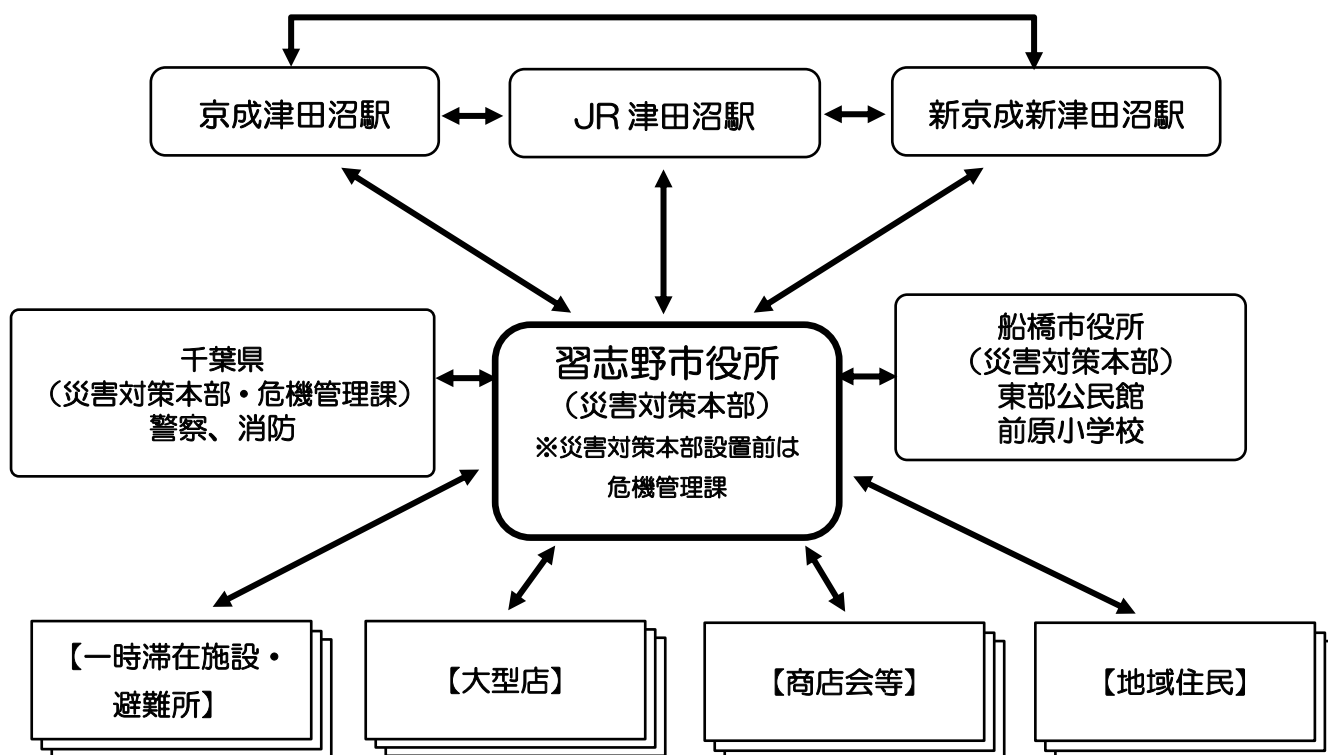 京成津田沼駅
JR 津田沼駅
新京成新津田沼駅
千葉県
（災害対策本部・危機管理課）
警察、消防
習志野市役所
（災害対策本部）
※災害対策本部設置前は
危機管理課
船橋市役所
（災害対策本部）
東部公民館
前原小学校
【一時滞在施設・
避難所】
【大型店】
【商店会等】
【地域住民】